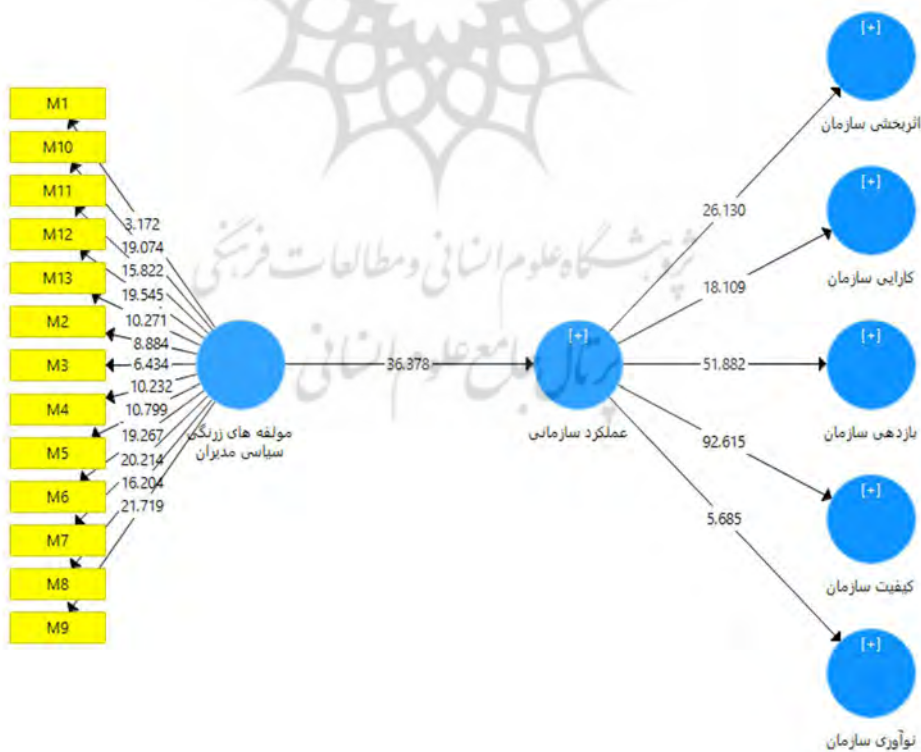 [+]
اثربخشی سازمان
M1
M10
M11
M12
M13
M2
M3
M4
M5
M6
M7
M8
M9
3.172
19.074
15.822
19.545
10.271
8.884
6.434
10.232
10.799
19.267
20.214
16.204
21.719
مولفه های زرنگی
سیاسی مدیران
36.378
[+]
عملکرد سازمانی
26.130
18.109
51.882
92.615
5.685
[+]
کارایی سازمان
بازدهی سازمان
[+]
کیفیت سازمان
[+]
نوآوری سازمان
پژوهشگاه علوم انسانی و مطالعات فرهنگی
پرتال جامع علوم انسانی